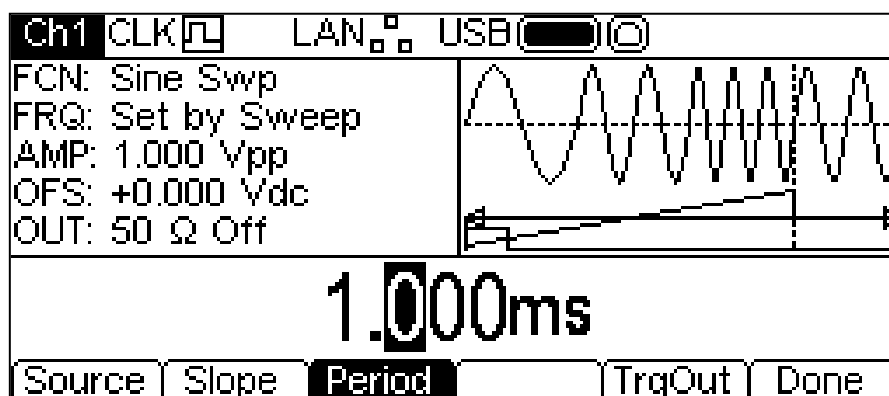 Ch1 CLK LAN USB
FCN: Sine Swp
FRQ: Set by Sweep
AMP: 1.000 Vpp
OFS: +0.000 Vdc
OUT: 50 Ω Off
1.000ms
Source Slope Period TrgOut Done